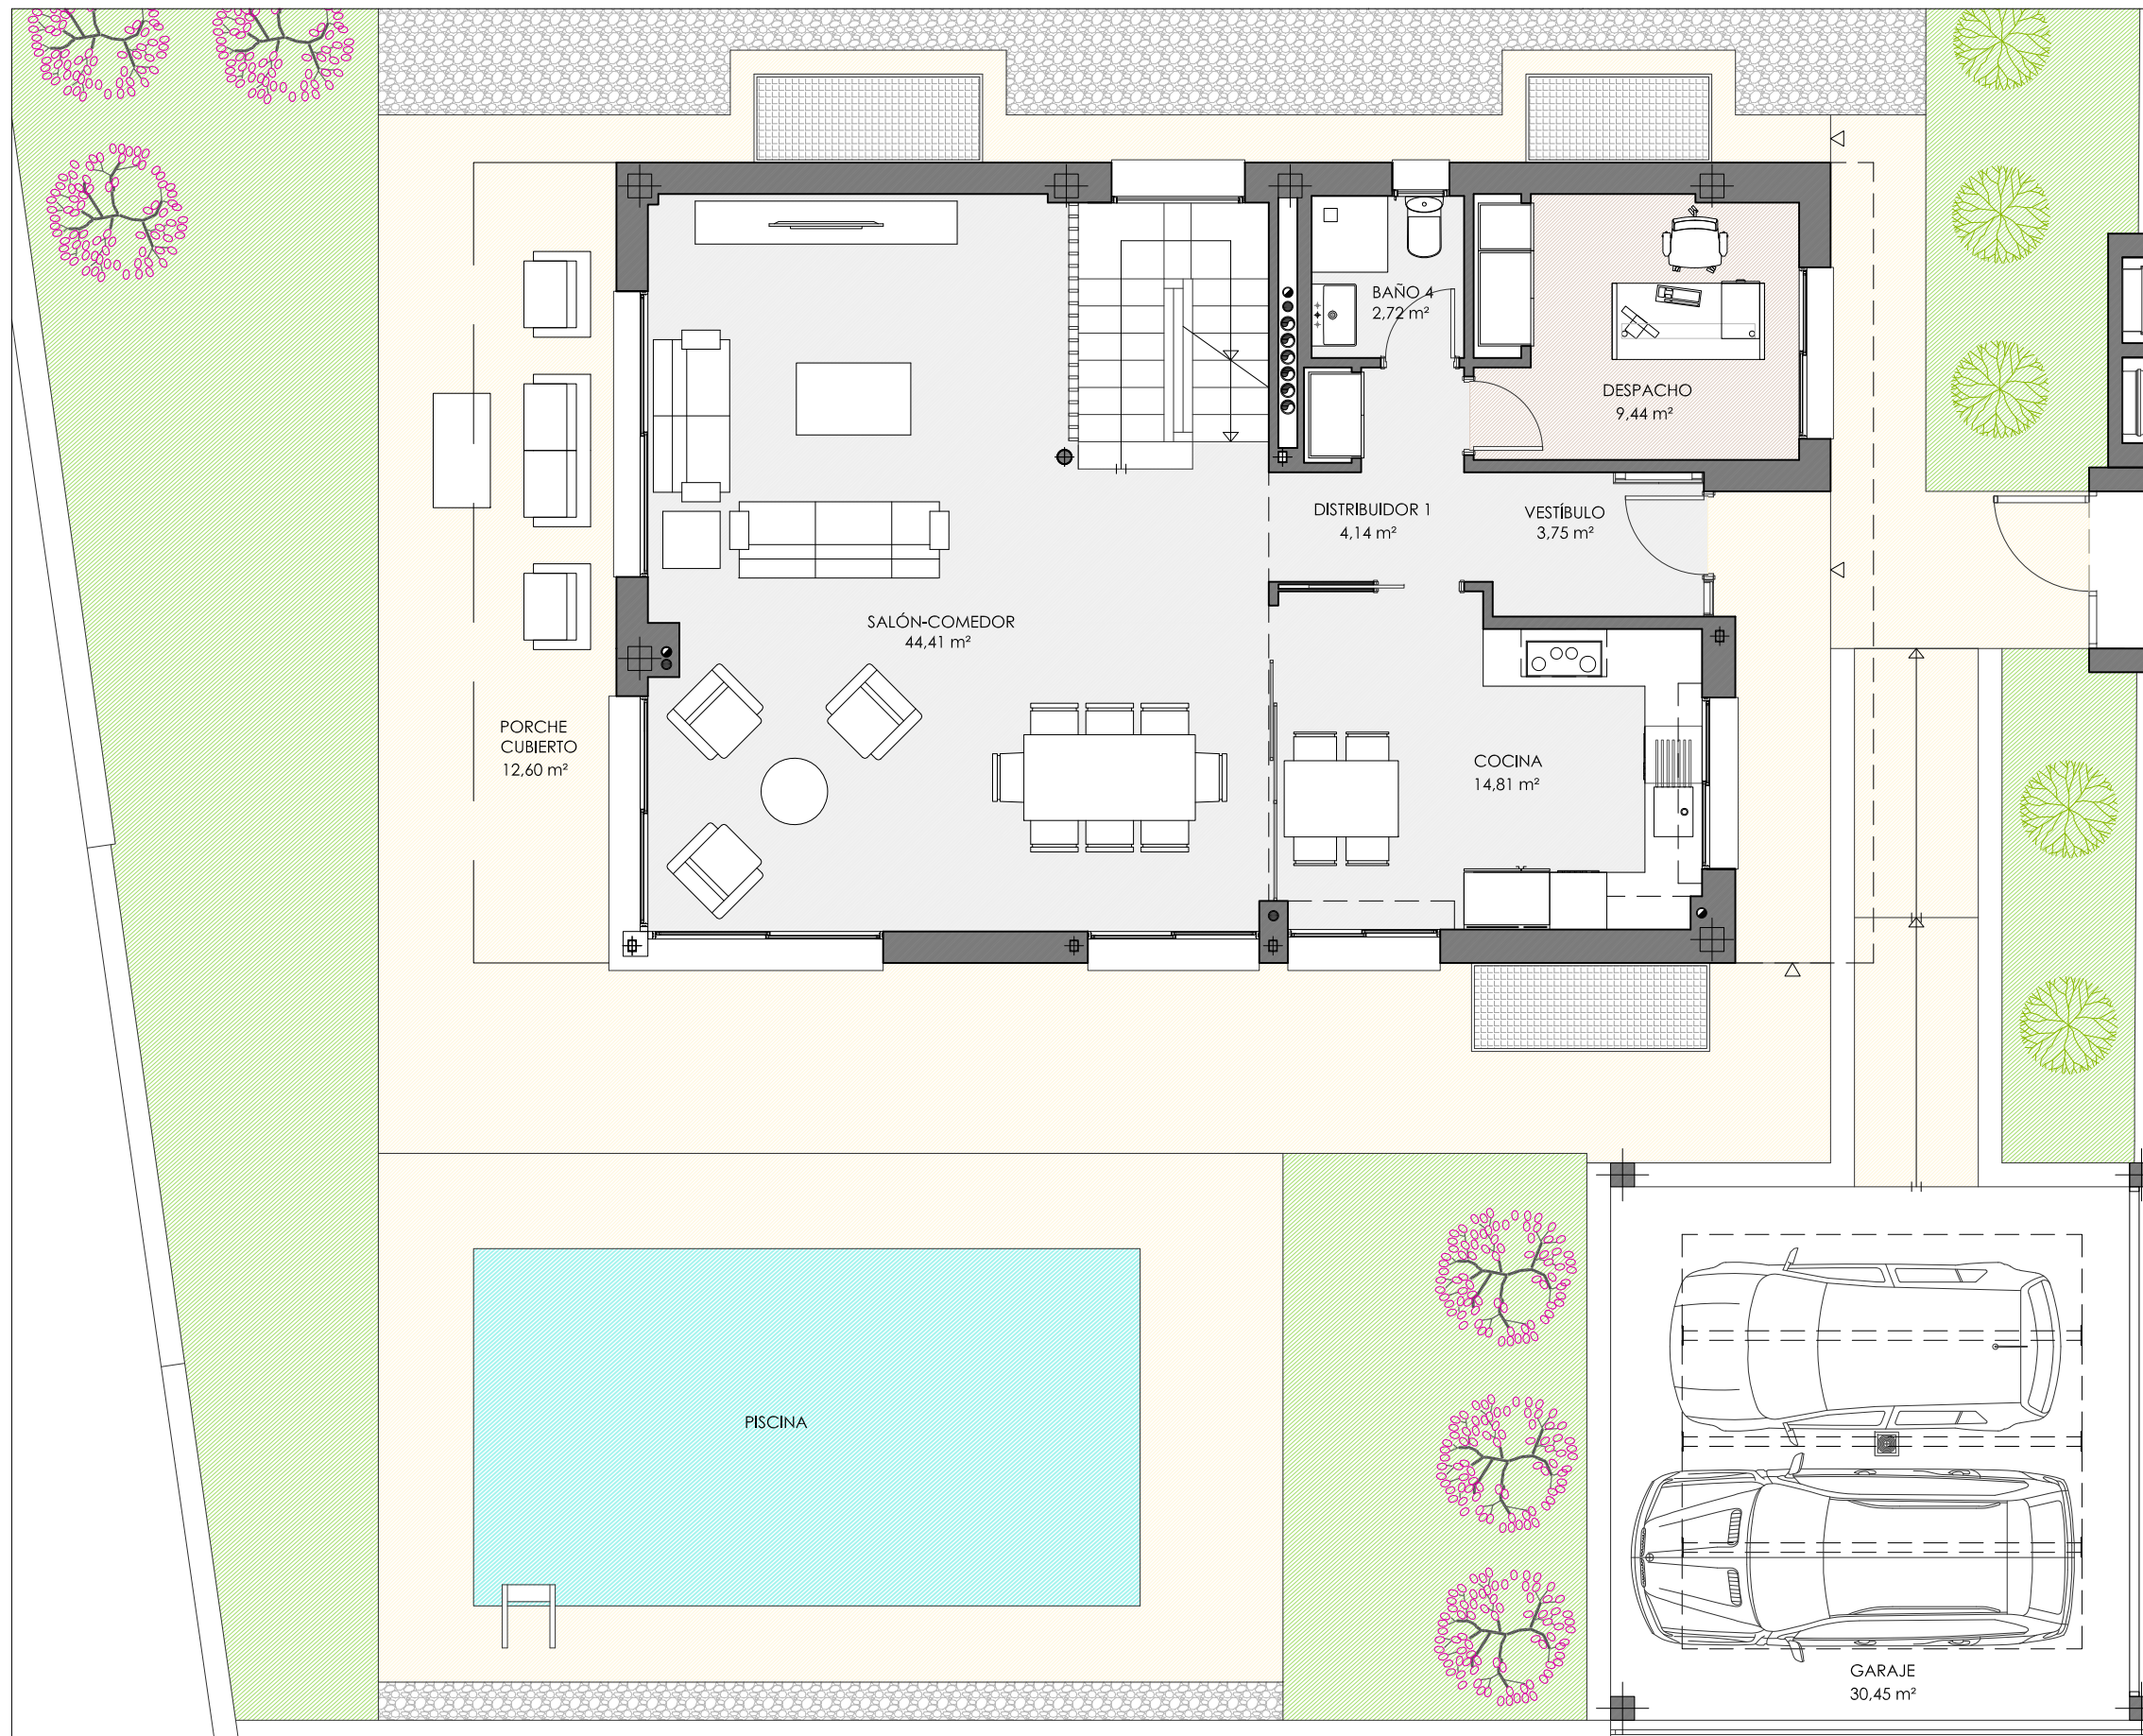 BAÑO 4
2,72 m²
DESPACHO
9,44 m²
DISTRIBUIDOR 1
4,14 m²
VESTÍBULO
3,75 m²
SALÓN-COMEDOR
44,41 m²
PORCHE
CUBIERTO
12,60 m²
COCINA
14,81 m²
PISCINA
GARAJE
30,45 m²